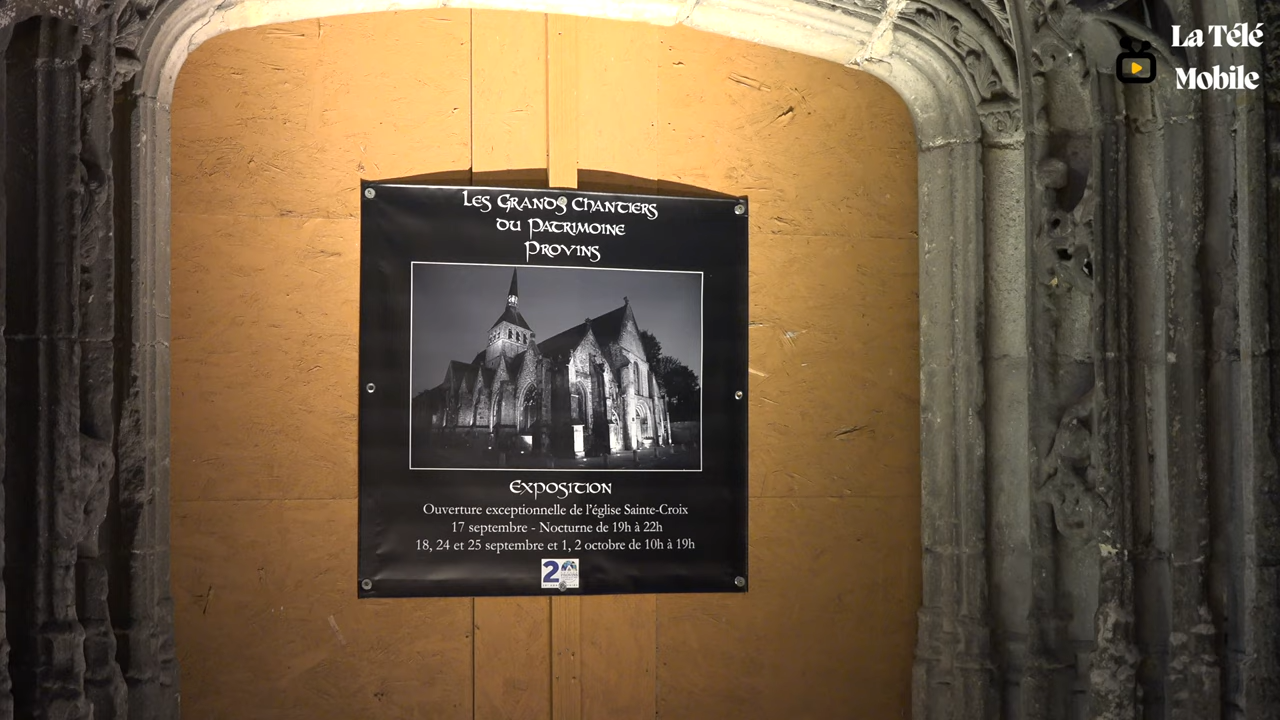 La Télé
Mobile
Les Grands Chantiers
du Patrimoine
Provins
Exposition
Ouverture exceptionnelle de l'église Sainte-Croix
17 septembre - Nocturne de 19h à 22h
18, 24 et 25 septembre et 1, 2 octobre de 10h à 19h
20